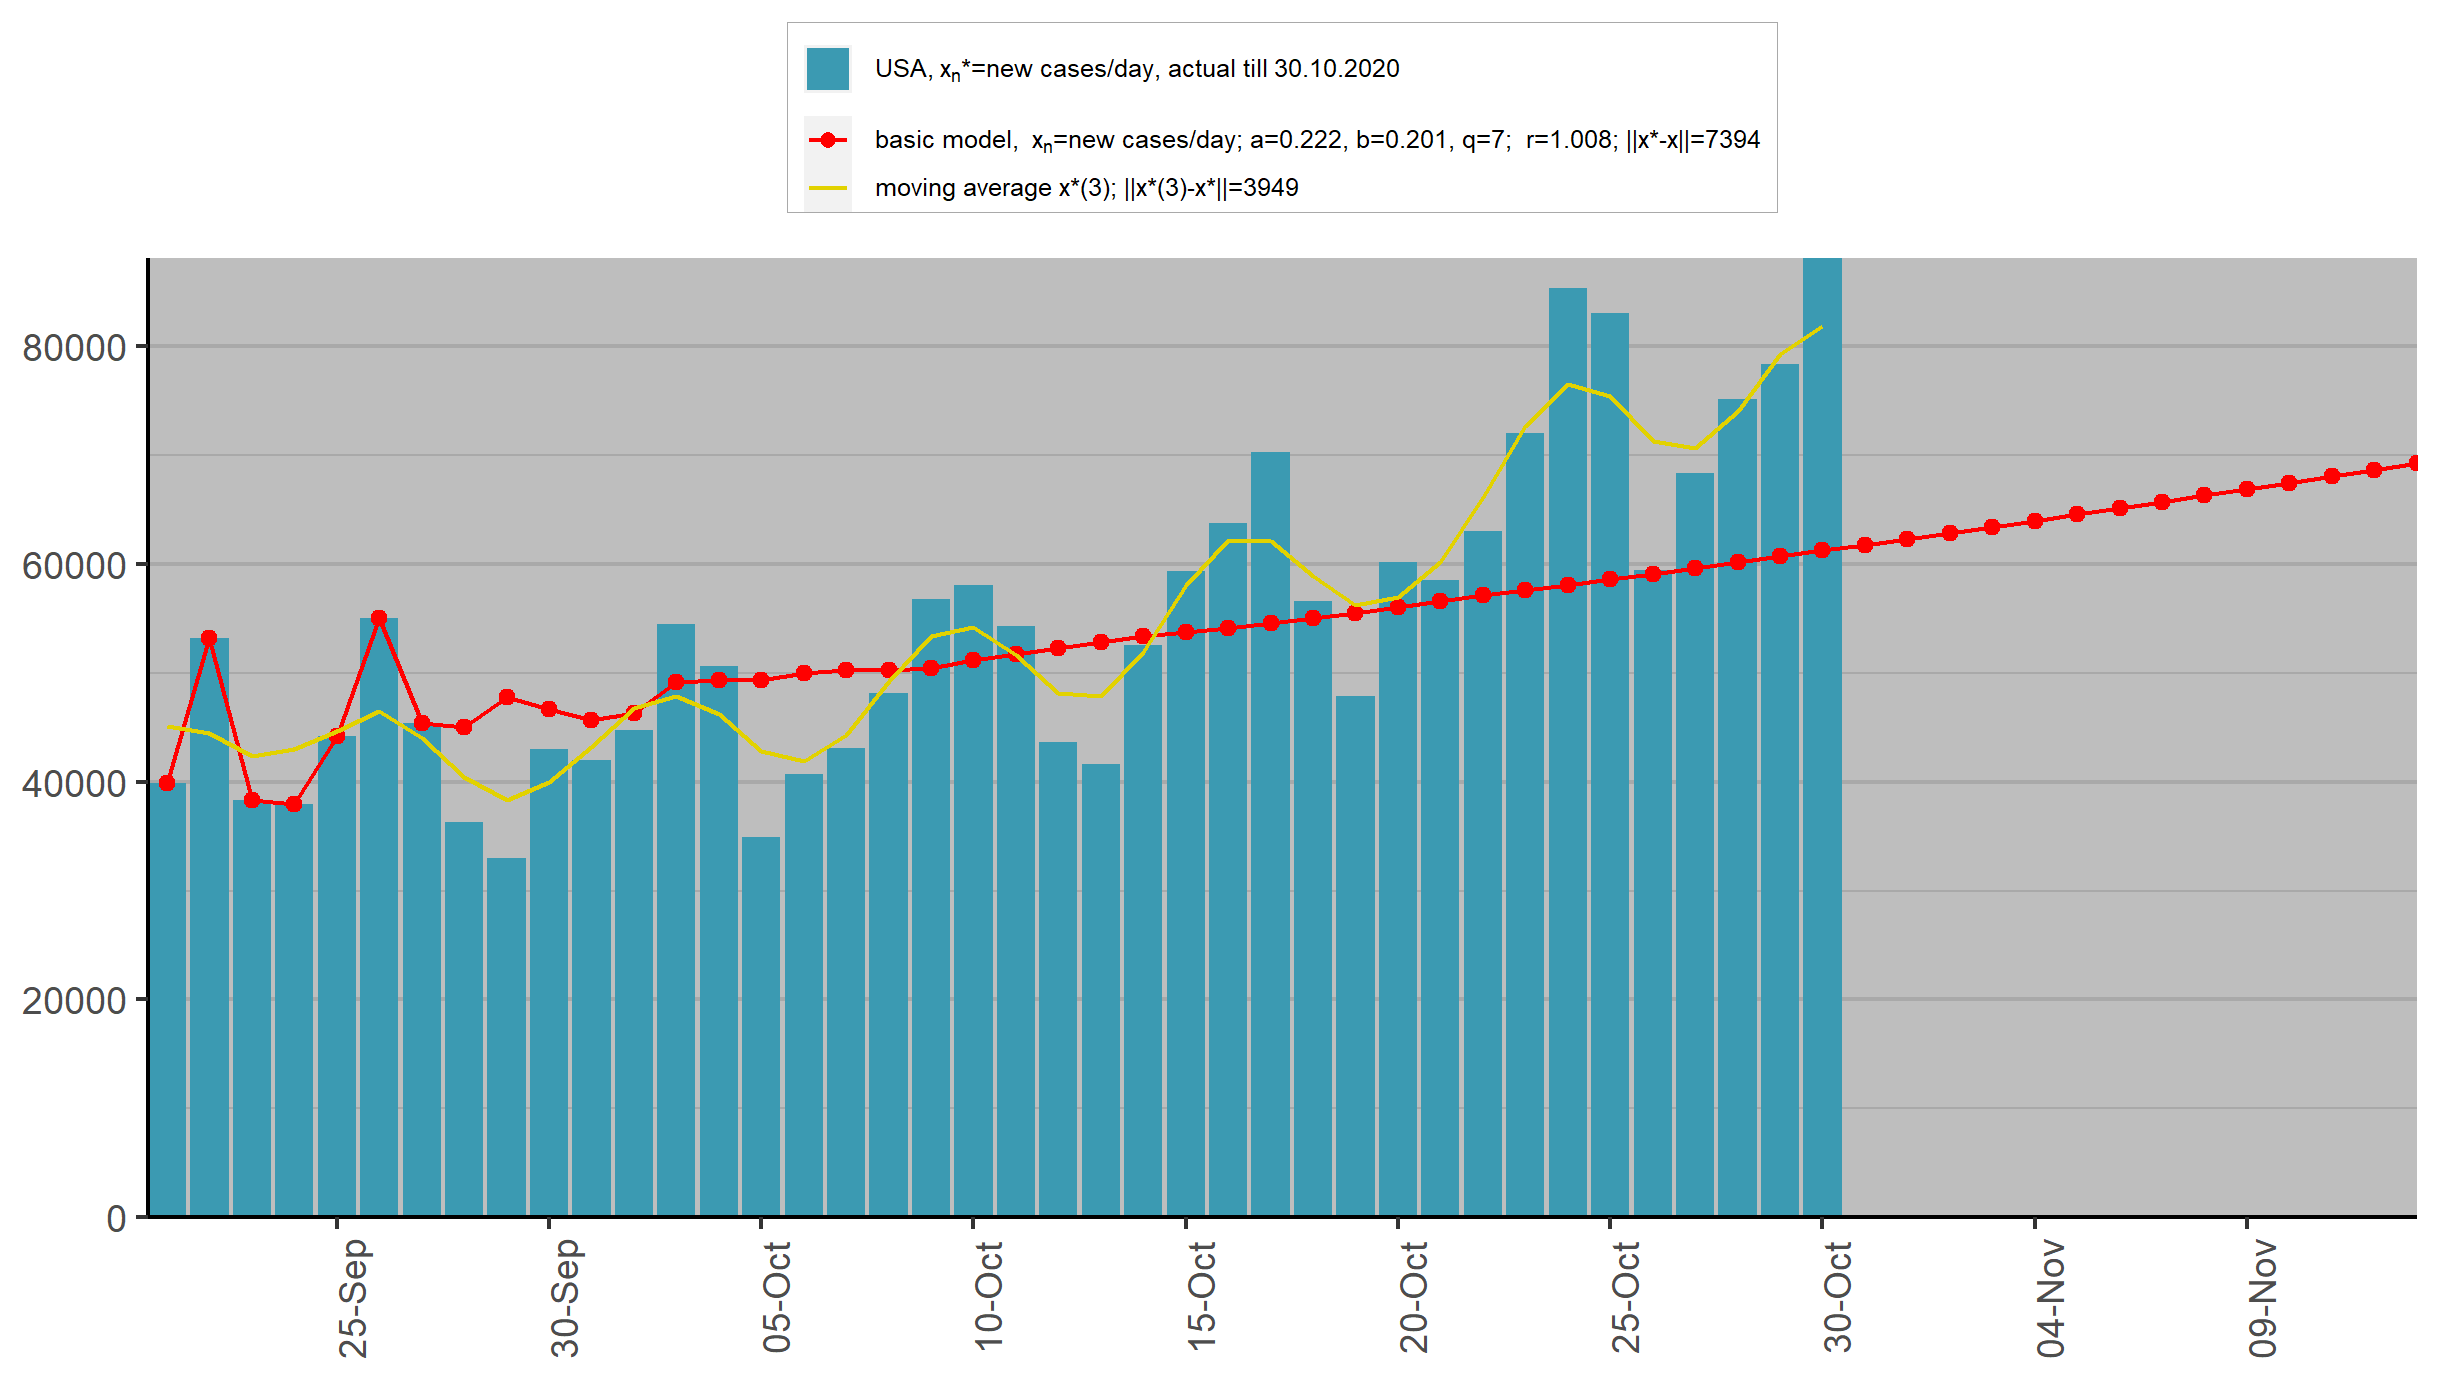 USA, xₙ*=new cases/day, actual till 30.10.2020
basic model,  xₙ=new cases/day; a=0.222, b=0.201, q=7;  r=1.008; ||x*-x||=7394
moving average x*(3); ||x*(3)-x*||=3949
80000
60000
40000
20000
0
25-Sep
30-Sep
05-Oct
10-Oct
15-Oct
20-Oct
25-Oct
30-Oct
04-Nov
09-Nov